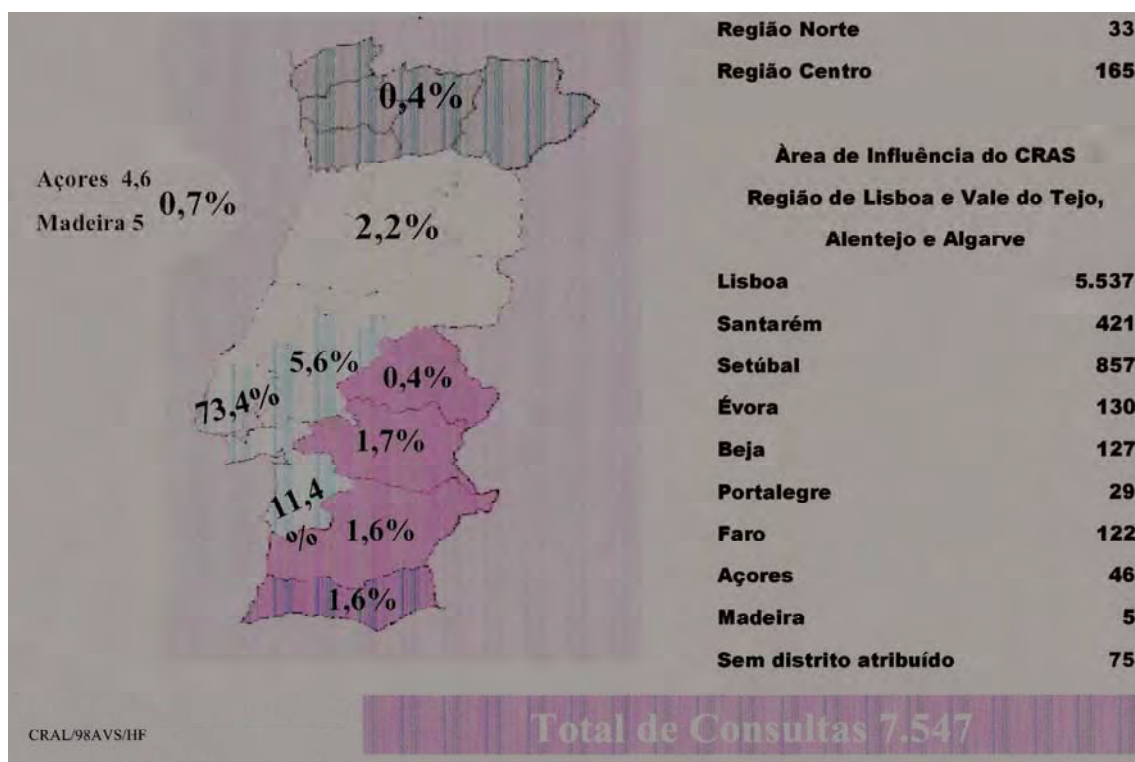 0,4%
Açores 4,6
Madeira 5
0,7%
2,2%
5,6%
0,4%
73,4%
1,7%
11,4
%
1,6%
1,6%
Região Norte 33
Região Centro 165
Àrea de Influência do CRAS
Região de Lisboa e Vale do Tejo,
Alentejo e Algarve
Lisboa 5.537
Santarém 421
Setúbal 857
Évora 130
Beja 127
Portalegre 29
Faro 122
Açores 46
Madeira 5
Sem distrito atribuído 75
CRAL/98AVS/HF
Total de Consultas 7.547